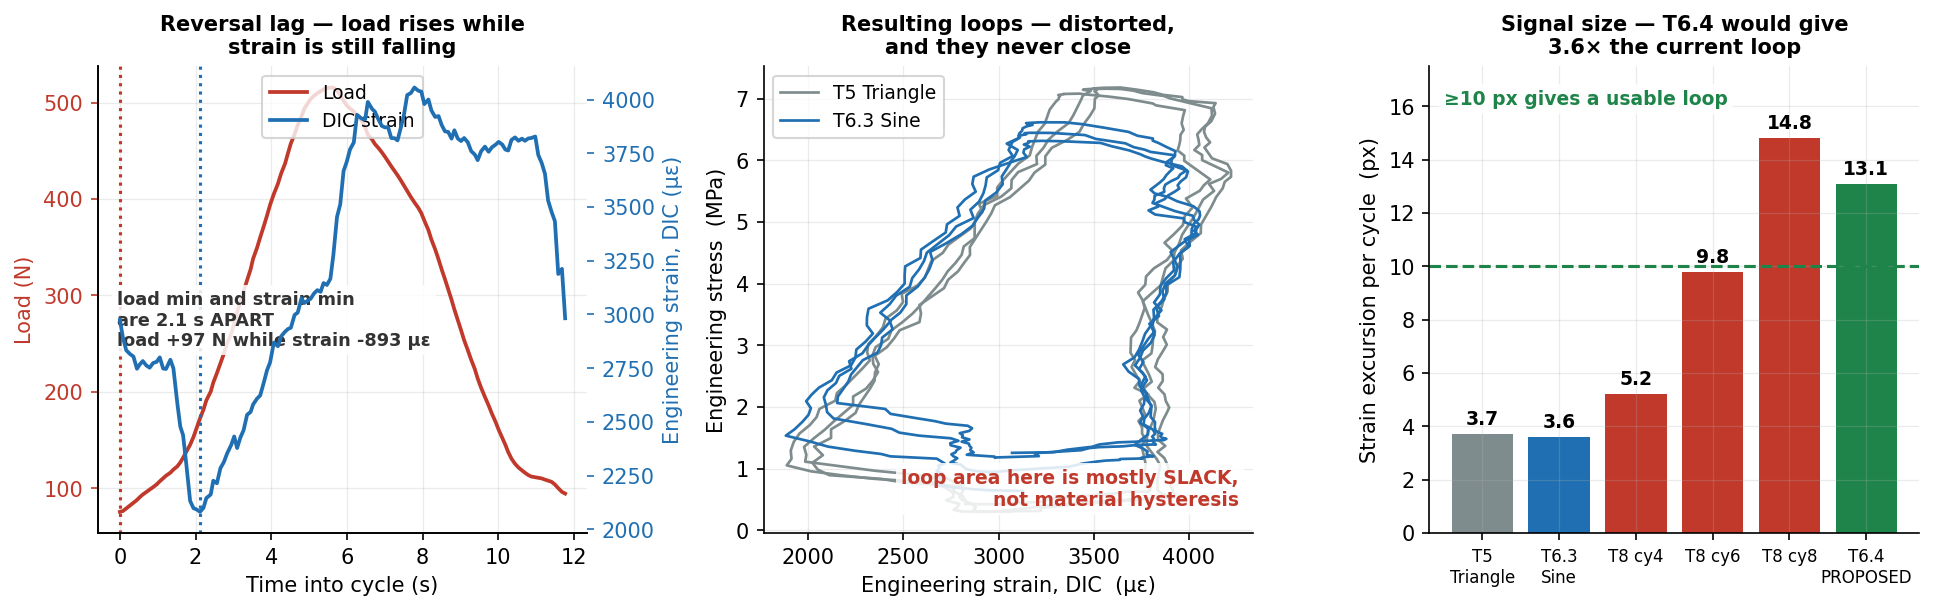 Reversal lag — load rises while
strain is still falling
Load
DIC strain
load min and strain min
are 2.1 s APART
load +97 N while strain -893 µε
Load (N)
500
400
300
200
100
4000
3750
3500
3250
3000
2750
2500
2250
2000
Engineering strain, DIC (µε)
0 2 4 6 8 10 12
Time into cycle (s)
Resulting loops — distorted,
and they never close
T5 Triangle
T6.3 Sine
loop area here is mostly SLACK,
not material hysteresis
Engineering stress (MPa)
7
6
5
4
3
2
1
0
2000 2500 3000 3500 4000
Engineering strain, DIC (µε)
Signal size — T6.4 would give
3.6× the current loop
≥10 px gives a usable loop
Strain excursion per cycle (px)
16
14
12
10
8
6
4
2
0
3.7
3.6
5.2
9.8
14.8
13.1
T5
Triangle
T6.3
Sine
T8 cy4
T8 cy6
T8 cy8
T6.4
PROPOSED